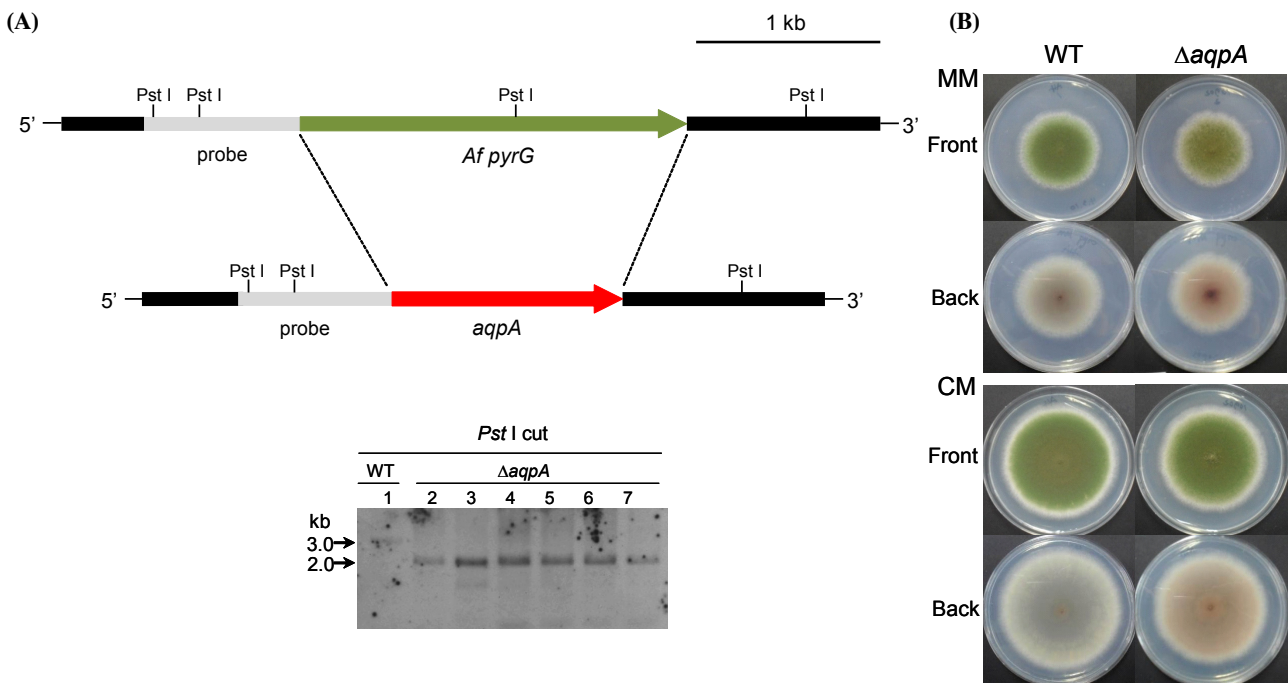 (A)
1 kb
Pst I Pst I Pst I Pst I
5’ 3’
probe Af pyrG
Pst I Pst I Pst I
5’ 3’
probe aqpA
Pst I cut
WT ΔaqpA
1 2 3 4 5 6 7
kb
3.0
2.0
(B)
WT ΔaqpA
MM
Front
Back
CM
Front
Back